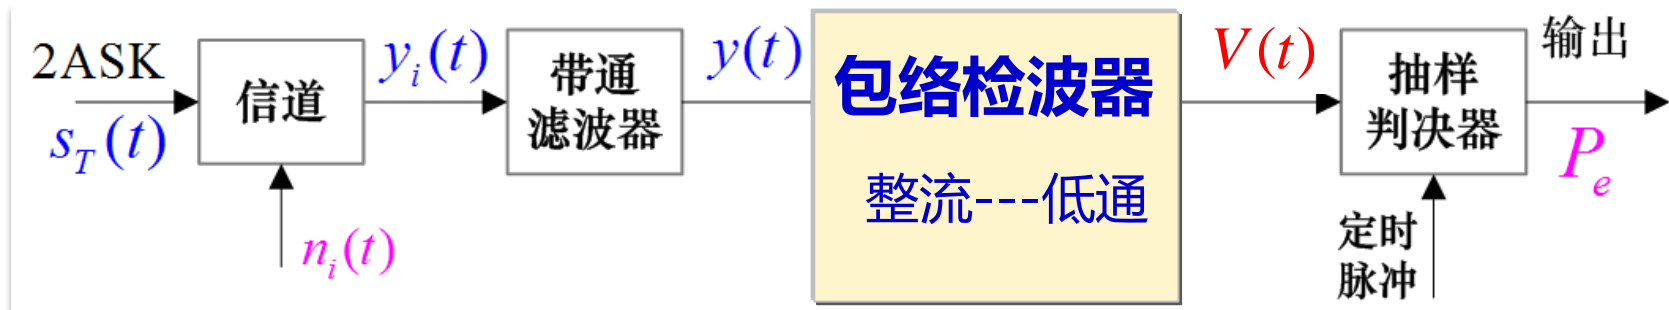 2ASK
s_T(t)
信道
n_i(t)
y_i(t)
带通
滤波器
y(t)
包络检波器
整流---低通
V(t)
抽样
判决器
定时
脉冲
输出
P_e